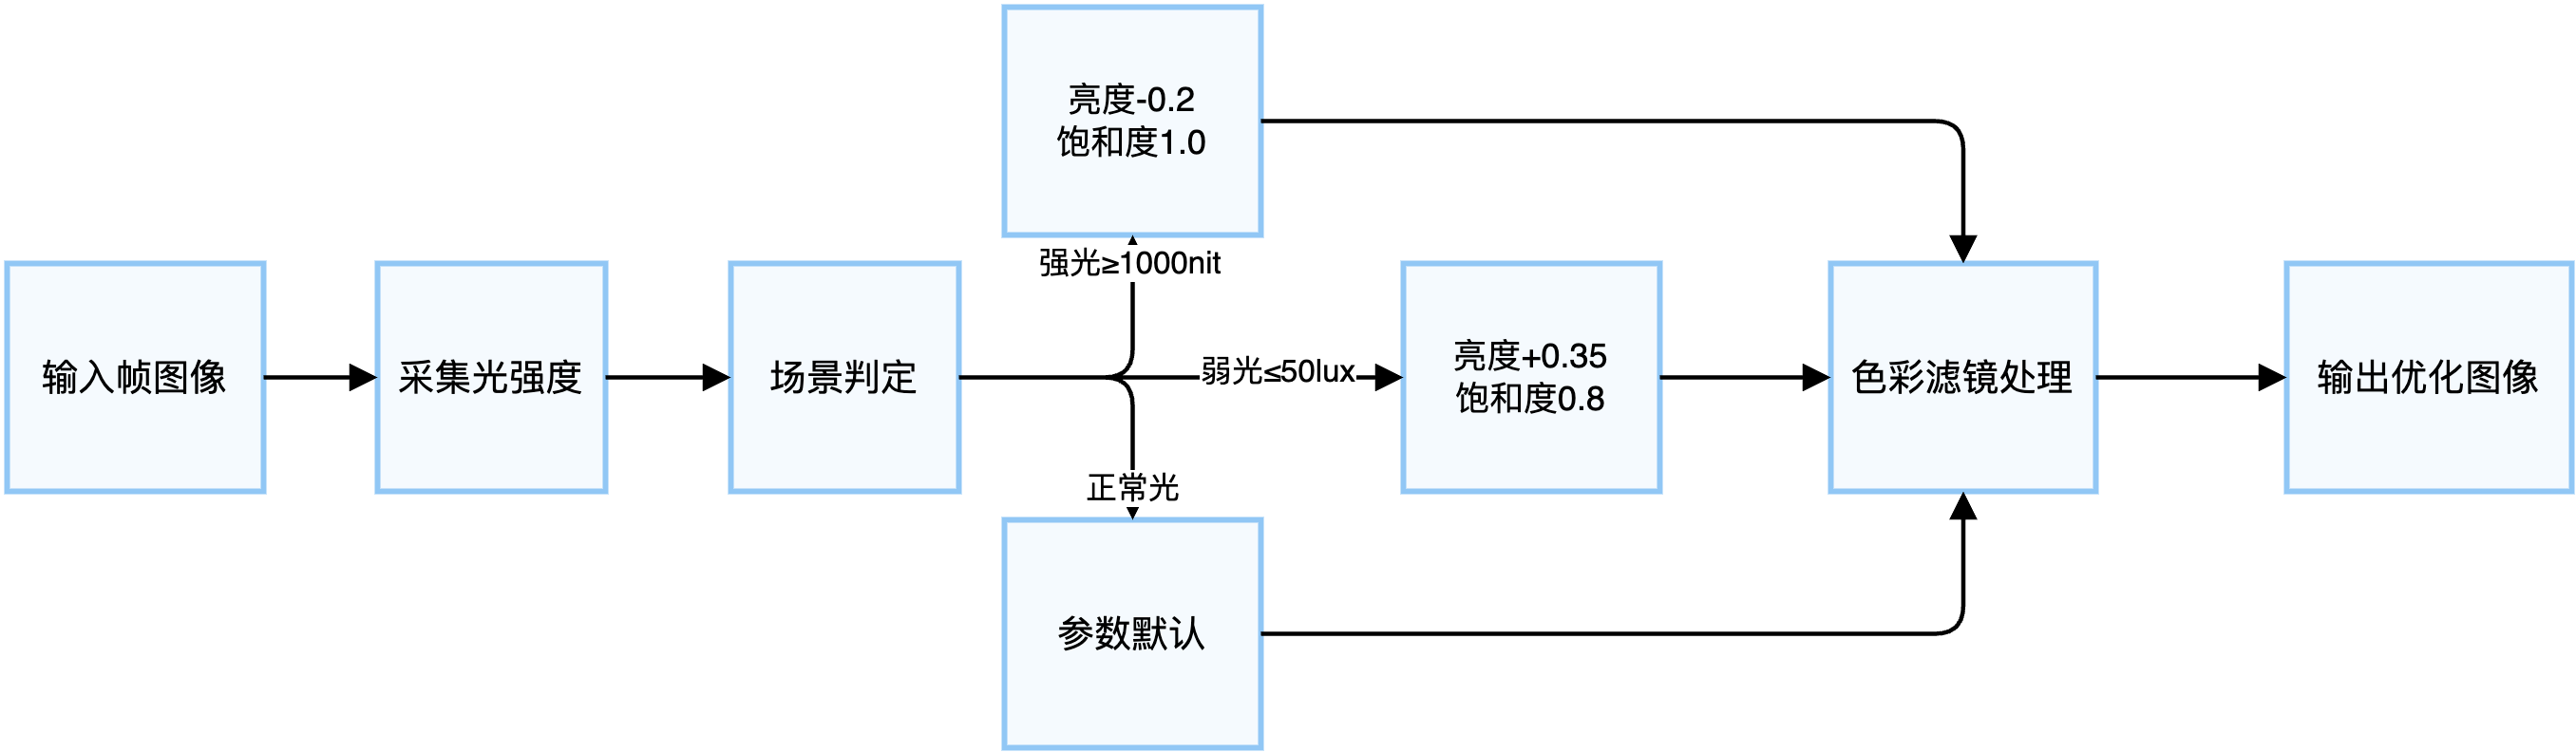 输入帧图像
采集光强度
场景判定
强光≥1000nit
亮度-0.2
饱和度1.0
弱光≤50lux
亮度+0.35
饱和度0.8
正常光
参数默认
色彩滤镜处理
输出优化图像